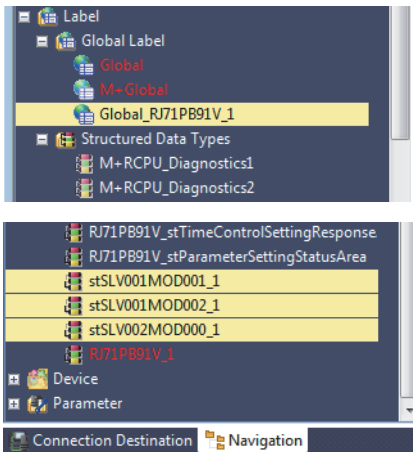 Label
Global Label
Global
M+Global
Global_RJ71PB91V_1
Structured Data Types
M+RCPU_Diagnostics1
M+RCPU_Diagnostics2
RJ71PB91V_stTimeControlSettingResponse
RJ71PB91V_stParameterSettingStatusArea
stSLV001MOD001_1
stSLV001MOD002_1
stSLV002MOD000_1
RJ71PB91V_1
Device
Parameter
Connection Destination Navigation